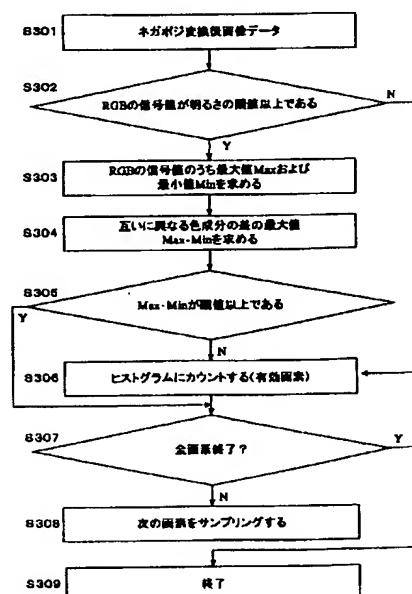 S301
ネガポジ変換後画像データ
S302
RGBの信号値が明るさの閾値以上である
N
Y
S303
RGBの信号値のうち最大値Maxおよび
最小値Minを求める
S304
互いに異なる色成分の差の最大値
Max-Minを求める
S305
Max-Minが閾値以上である
Y
N
S306
ヒストグラムにカウントする(有効画素)
S307
全画素終了?
Y
N
S308
次の画素をサンプリングする
S309
終了